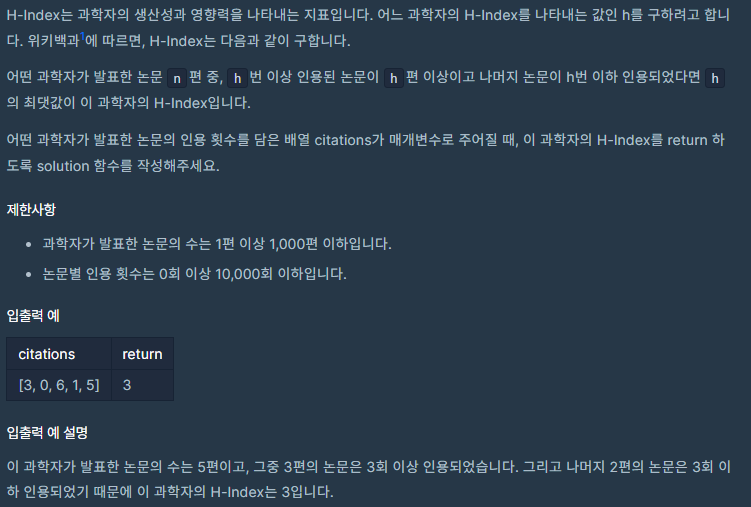 H-Index는 과학자의 생산성과 영향력을 나타내는 지표입니다. 어느 과학자의 H-Index를 나타내는 값인 h를 구하려고 합니
다. 위키백과1에 따르면, H-Index는 다음과 같이 구합니다.
어떤 과학자가 발표한 논문 n 편 중, h 번 이상 인용된 논문이 h 편 이상이고 나머지 논문이 h번 이하 인용되었다면 h
의 최댓값이 이 과학자의 H-Index입니다.
어떤 과학자가 발표한 논문의 인용 횟수를 담은 배열 citations가 매개변수로 주어질 때, 이 과학자의 H-Index를 return 하
도록 solution 함수를 작성해주세요.
제한사항
• 과학자가 발표한 논문의 수는 1편 이상 1,000편 이하입니다.
• 논문별 인용 횟수는 0회 이상 10,000회 이하입니다.
입출력 예
citations return
[3, 0, 6, 1, 5] 3
입출력 예 설명
이 과학자가 발표한 논문의 수는 5편이고, 그중 3편의 논문은 3회 이상 인용되었습니다. 그리고 나머지 2편의 논문은 3회 이
하 인용되었기 때문에 이 과학자의 H-Index는 3입니다.